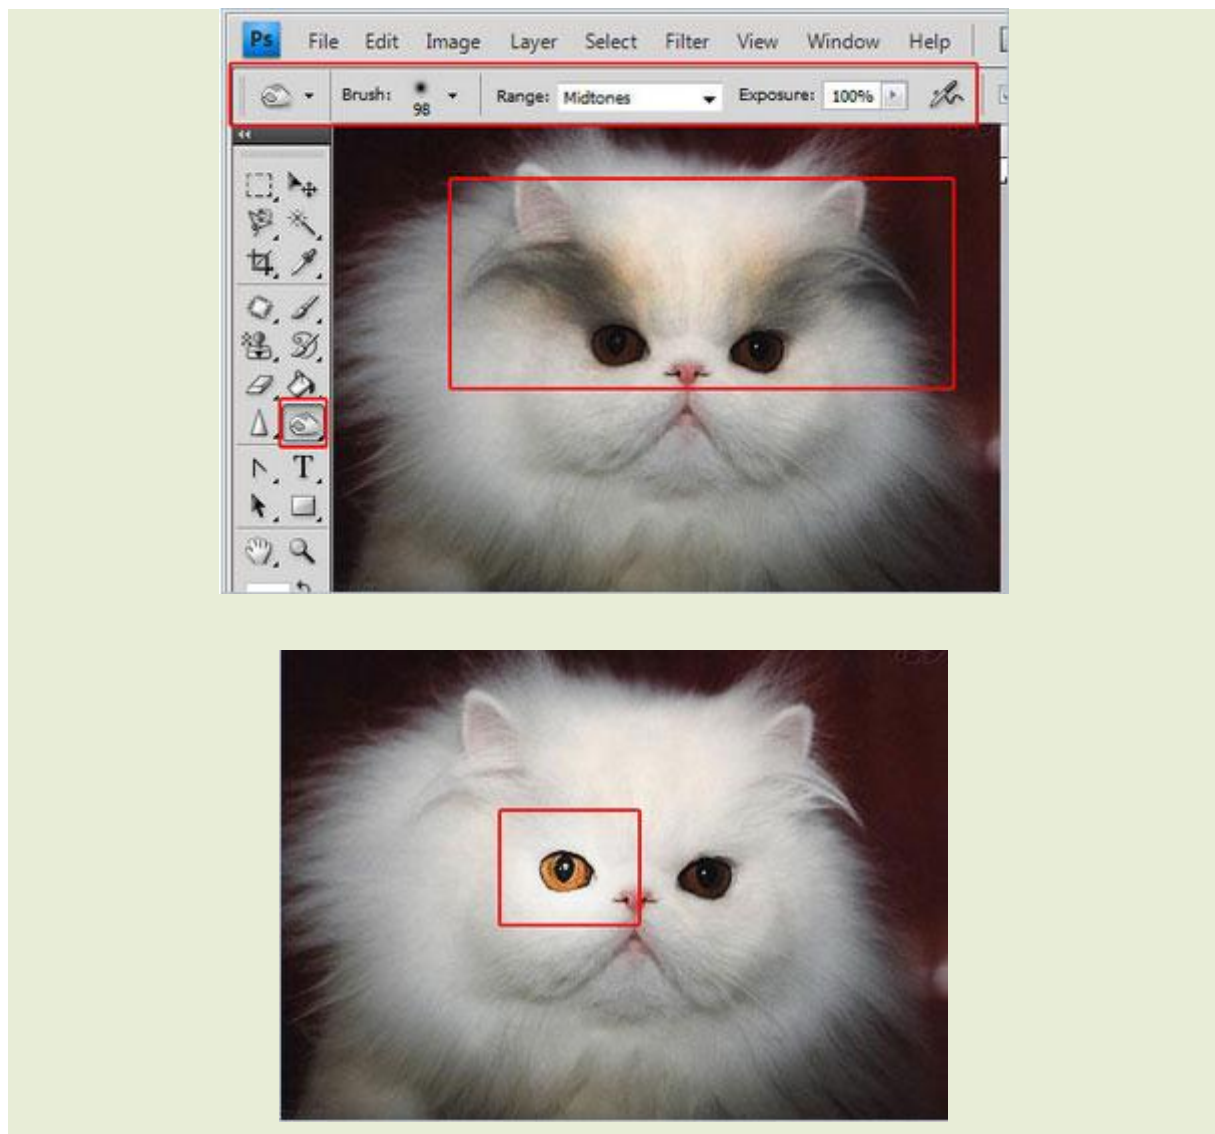 Ps File Edit Image Layer Select Filter View Window Help
Brush: 98 Range: Midtones Exposure: 100%
T